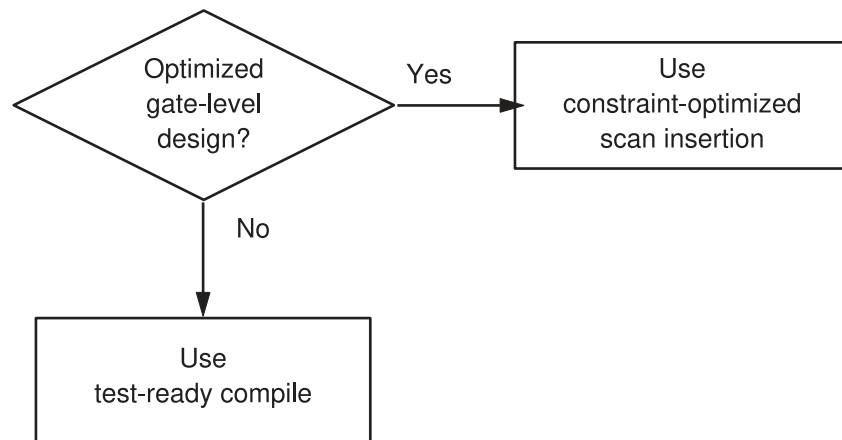 Optimized
gate-level
design?
Yes
Use
constraint-optimized
scan insertion
No
Use
test-ready compile